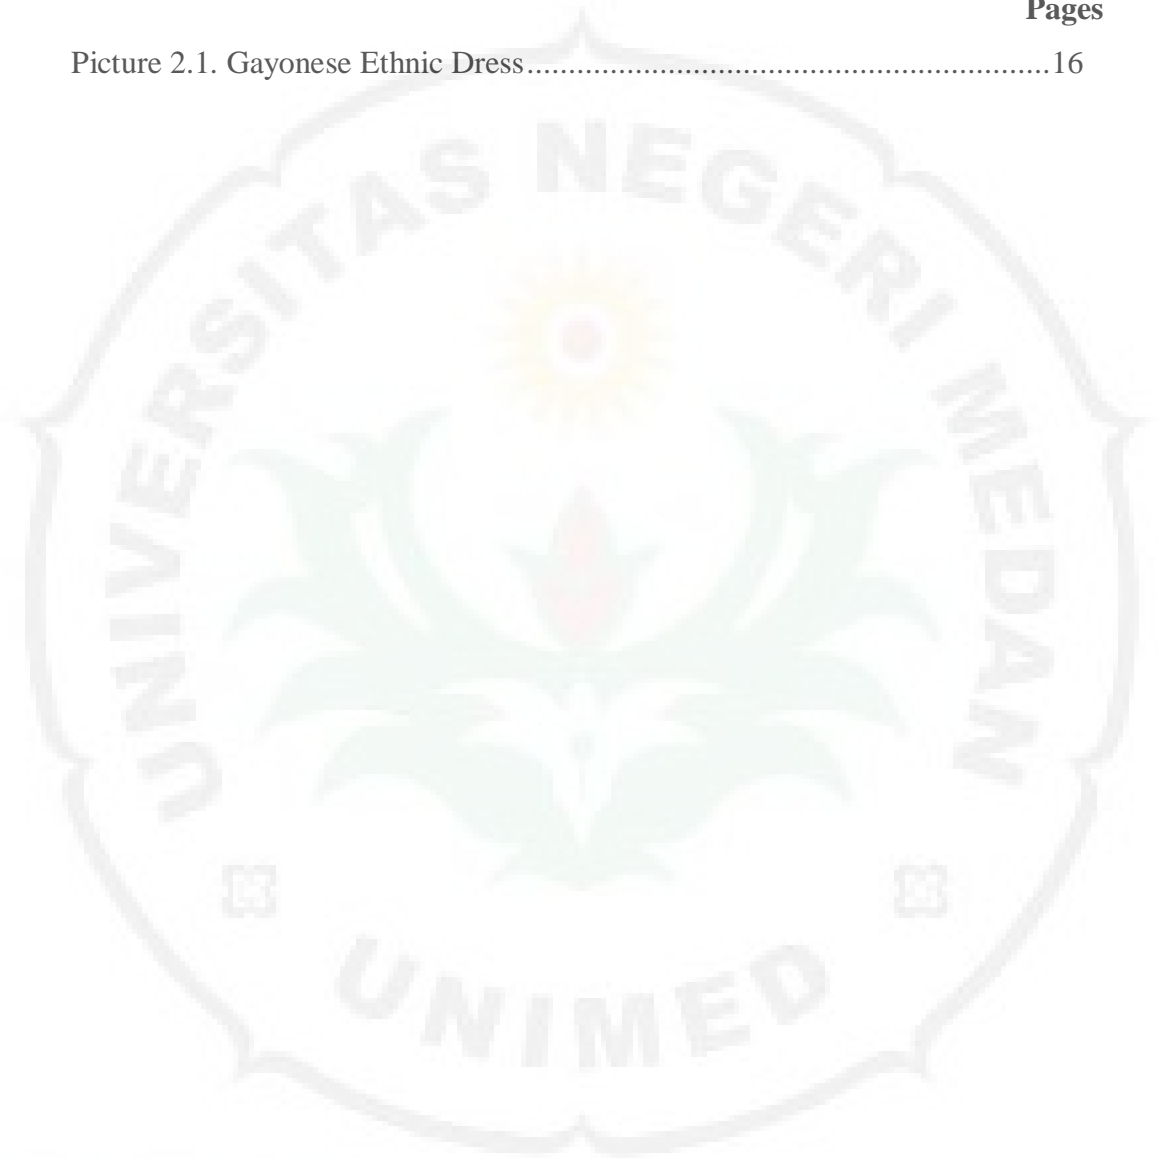 Pages
Picture 2.1. Gayonese Ethnic Dress........................................................16
UNIVERSITAS NEGERI MEDAN
UNIMED